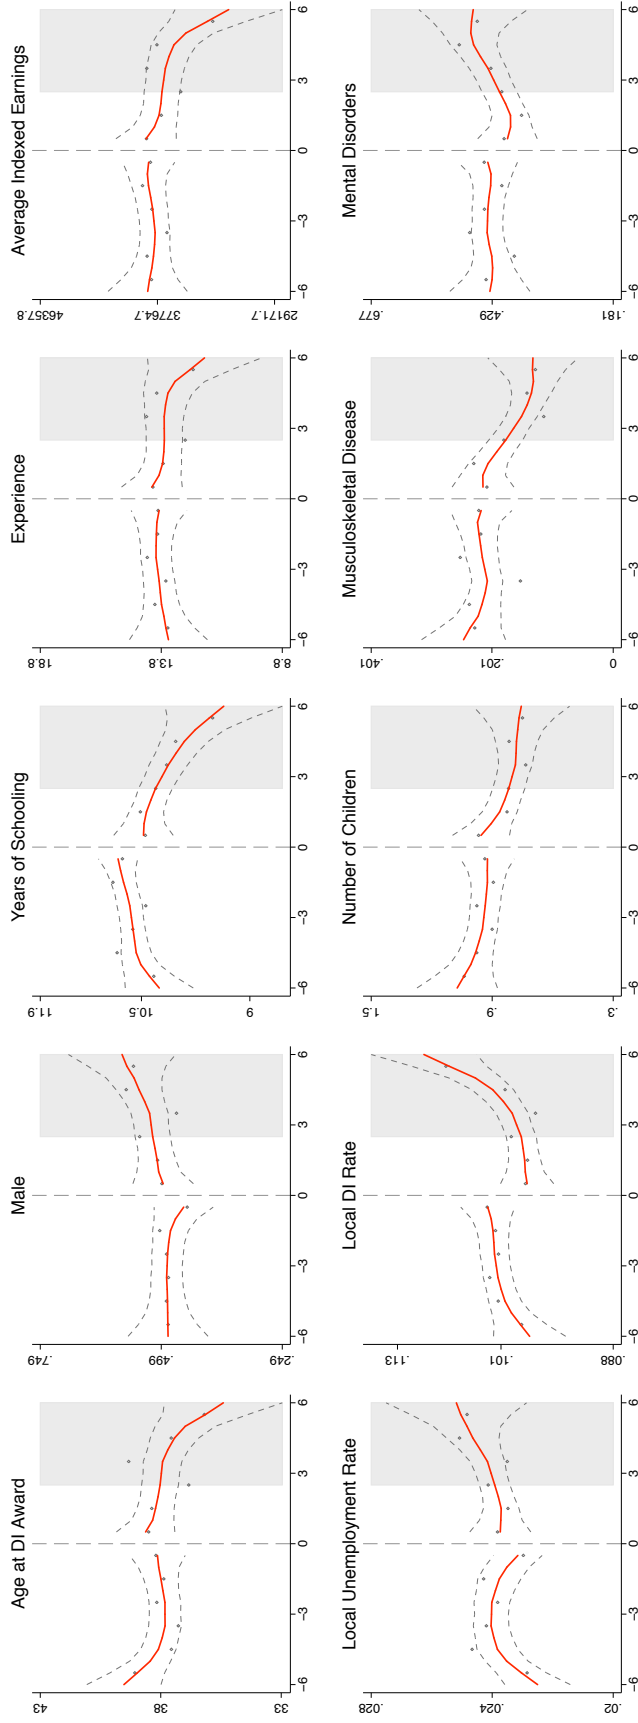 Age at DI Award
43
38
33
−6 −3 0 3 6
Male
.749
.499
.249
−6 −3 0 3 6
Years of Schooling
11.9
10.5
9
−6 −3 0 3 6
Experience
18.8
13.8
8.8
−6 −3 0 3 6
Average Indexed Earnings
46357.8
37764.7
29171.7
−6 −3 0 3 6
Local Unemployment Rate
.028
.024
.02
−6 −3 0 3 6
Local DI Rate
.113
.101
.088
−6 −3 0 3 6
Number of Children
1.5
.9
.3
−6 −3 0 3 6
Musculoskeletal Disease
.401
.201
0
−6 −3 0 3 6
Mental Disorders
.677
.429
.181
−6 −3 0 3 6